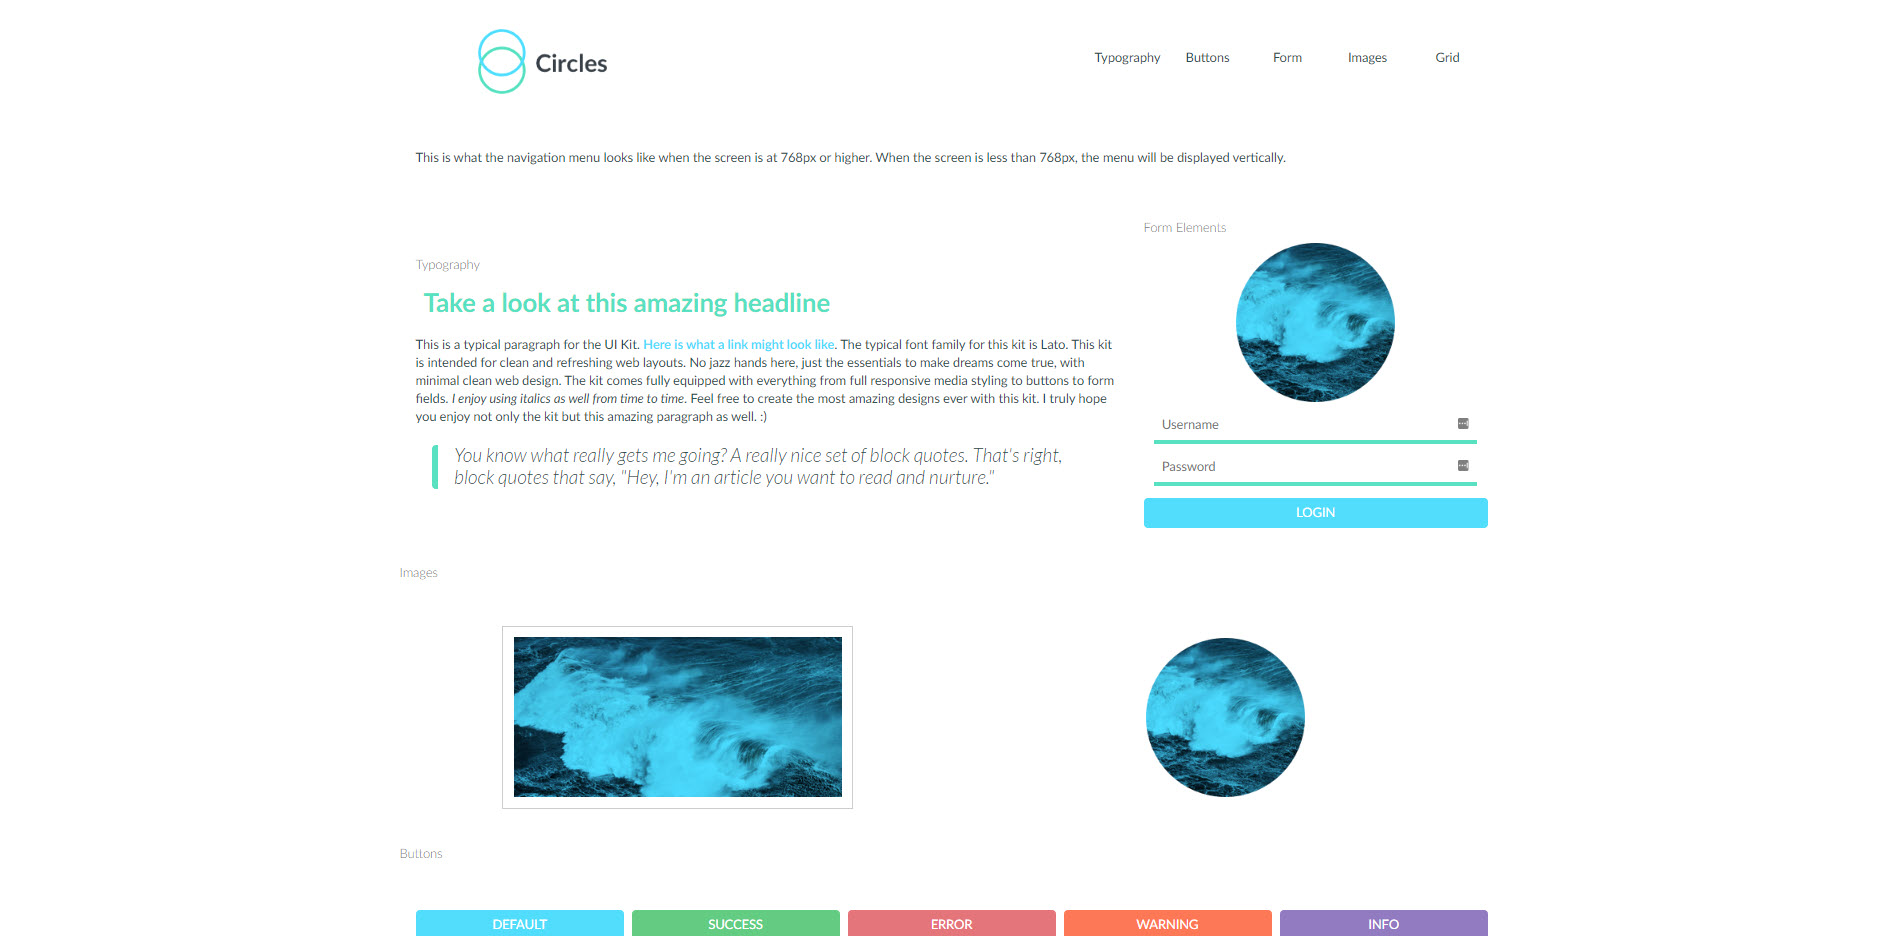 Circles
Typography Buttons Form Images Grid
This is what the navigation menu looks like when the screen is at 768px or higher. When the screen is less than 768px, the menu will be displayed vertically.
Typography
Take a look at this amazing headline
This is a typical paragraph for the UI Kit. Here is what a link might look like. The typical font family for this kit is Lato. This kit
is intended for clean and refreshing web layouts. No jazz hands here, just the essentials to make dreams come true, with
minimal clean web design. The kit comes fully equipped with everything from full responsive media styling to buttons to form
fields. I enjoy using italics as well from time to time. Feel free to create the most amazing designs ever with this kit. I truly hope
you enjoy not only the kit but this amazing paragraph as well. :)
You know what really gets me going? A really nice set of block quotes. That's right,
block quotes that say, "Hey, I'm an article you want to read and nurture."
Form Elements
Username
Password
LOGIN
Images
Buttons
DEFAULT SUCCESS ERROR WARNING INFO